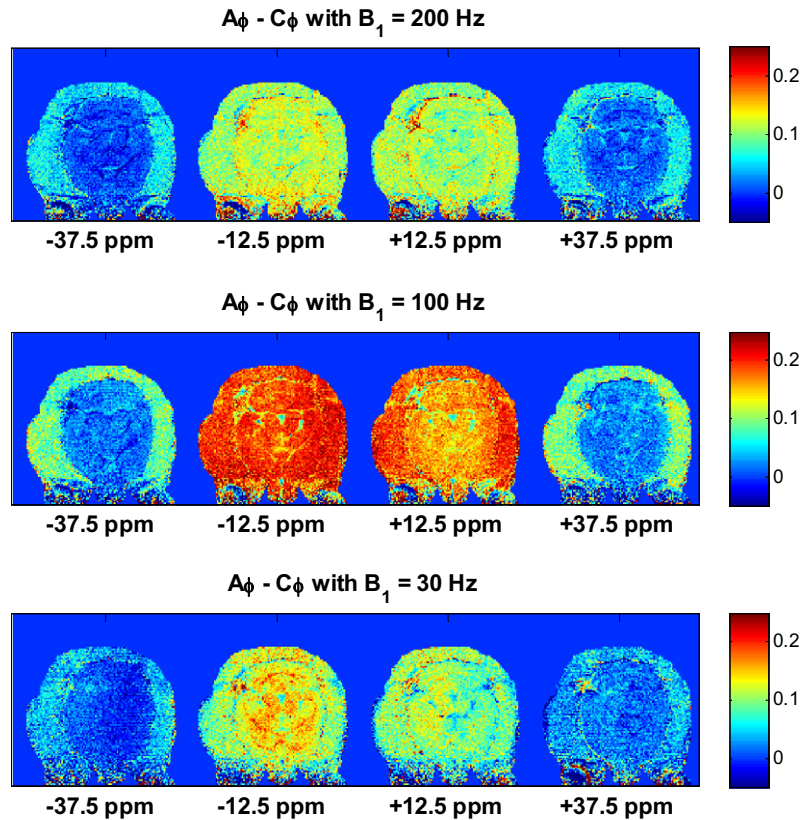 Aϕ - Cϕ with B₁ = 200 Hz
0.2
0.1
0
-37.5 ppm -12.5 ppm +12.5 ppm +37.5 ppm
Aϕ - Cϕ with B₁ = 100 Hz
0.2
0.1
0
-37.5 ppm -12.5 ppm +12.5 ppm +37.5 ppm
Aϕ - Cϕ with B₁ = 30 Hz
0.2
0.1
0
-37.5 ppm -12.5 ppm +12.5 ppm +37.5 ppm